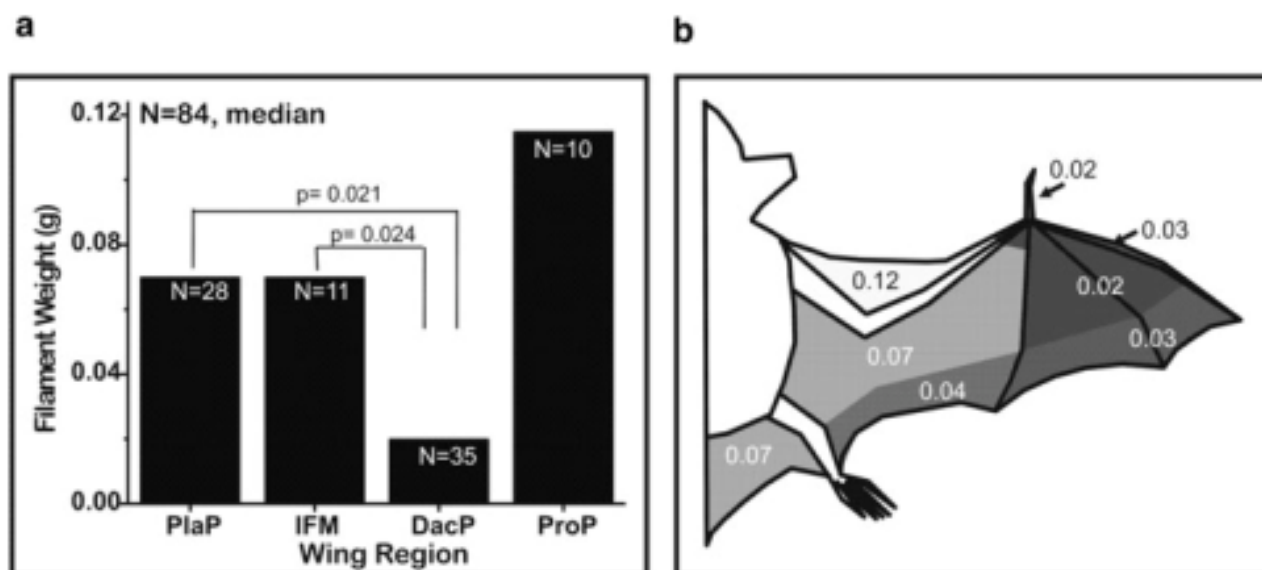 a
b
0.12
N=84, median
N=10
p= 0.021
0.08
p= 0.024
N=28
N=11
Filament Weight (g)
0.04
N=35
0.00
PlaP IFM DacP ProP
Wing Region
0.02
0.03
0.12
0.02
0.07
0.03
0.04
0.07